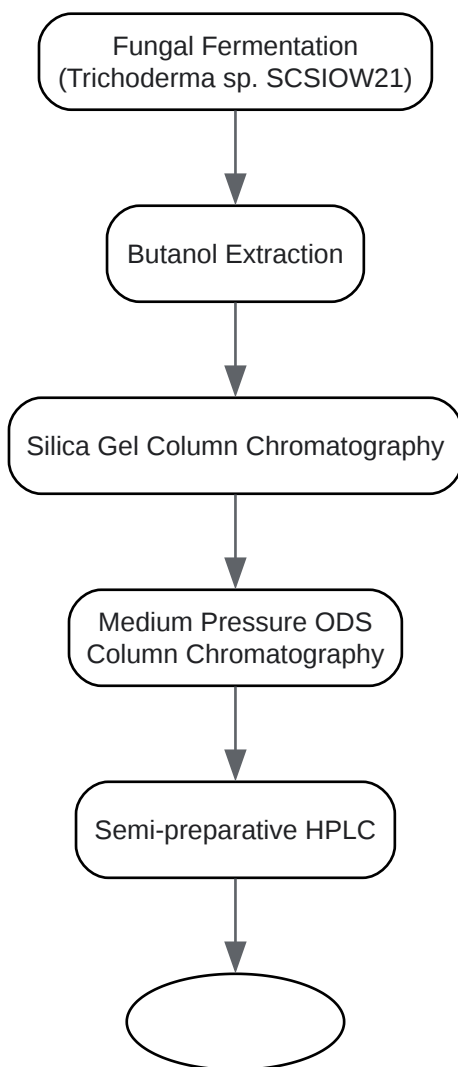 Fungal Fermentation
(Trichoderma sp. SCSIOW21)
Butanol Extraction
Silica Gel Column Chromatography
Medium Pressure ODS
Column Chromatography
Semi-preparative HPLC